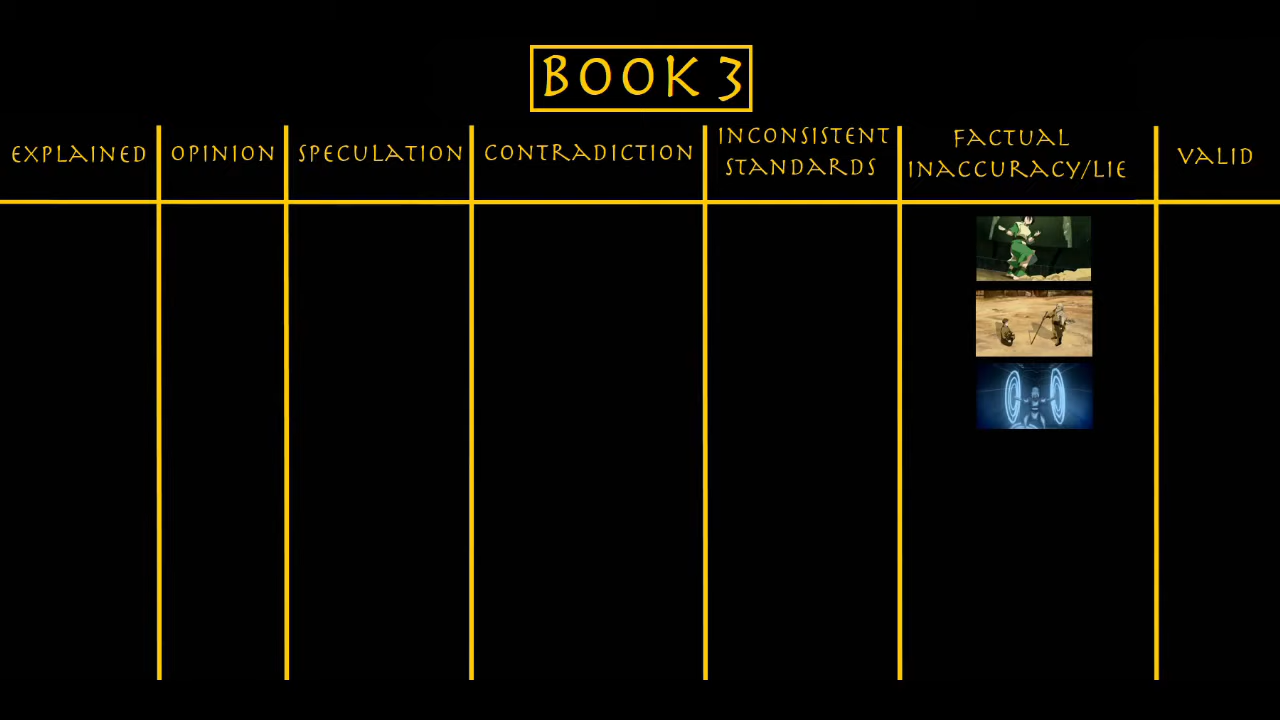 BOOK 3
EXPLAINED
OPINION
SPECULATION
CONTRADICTION
INCONSISTENT
STANDARDS
FACTUAL
INACCURACY/LIE
VALID